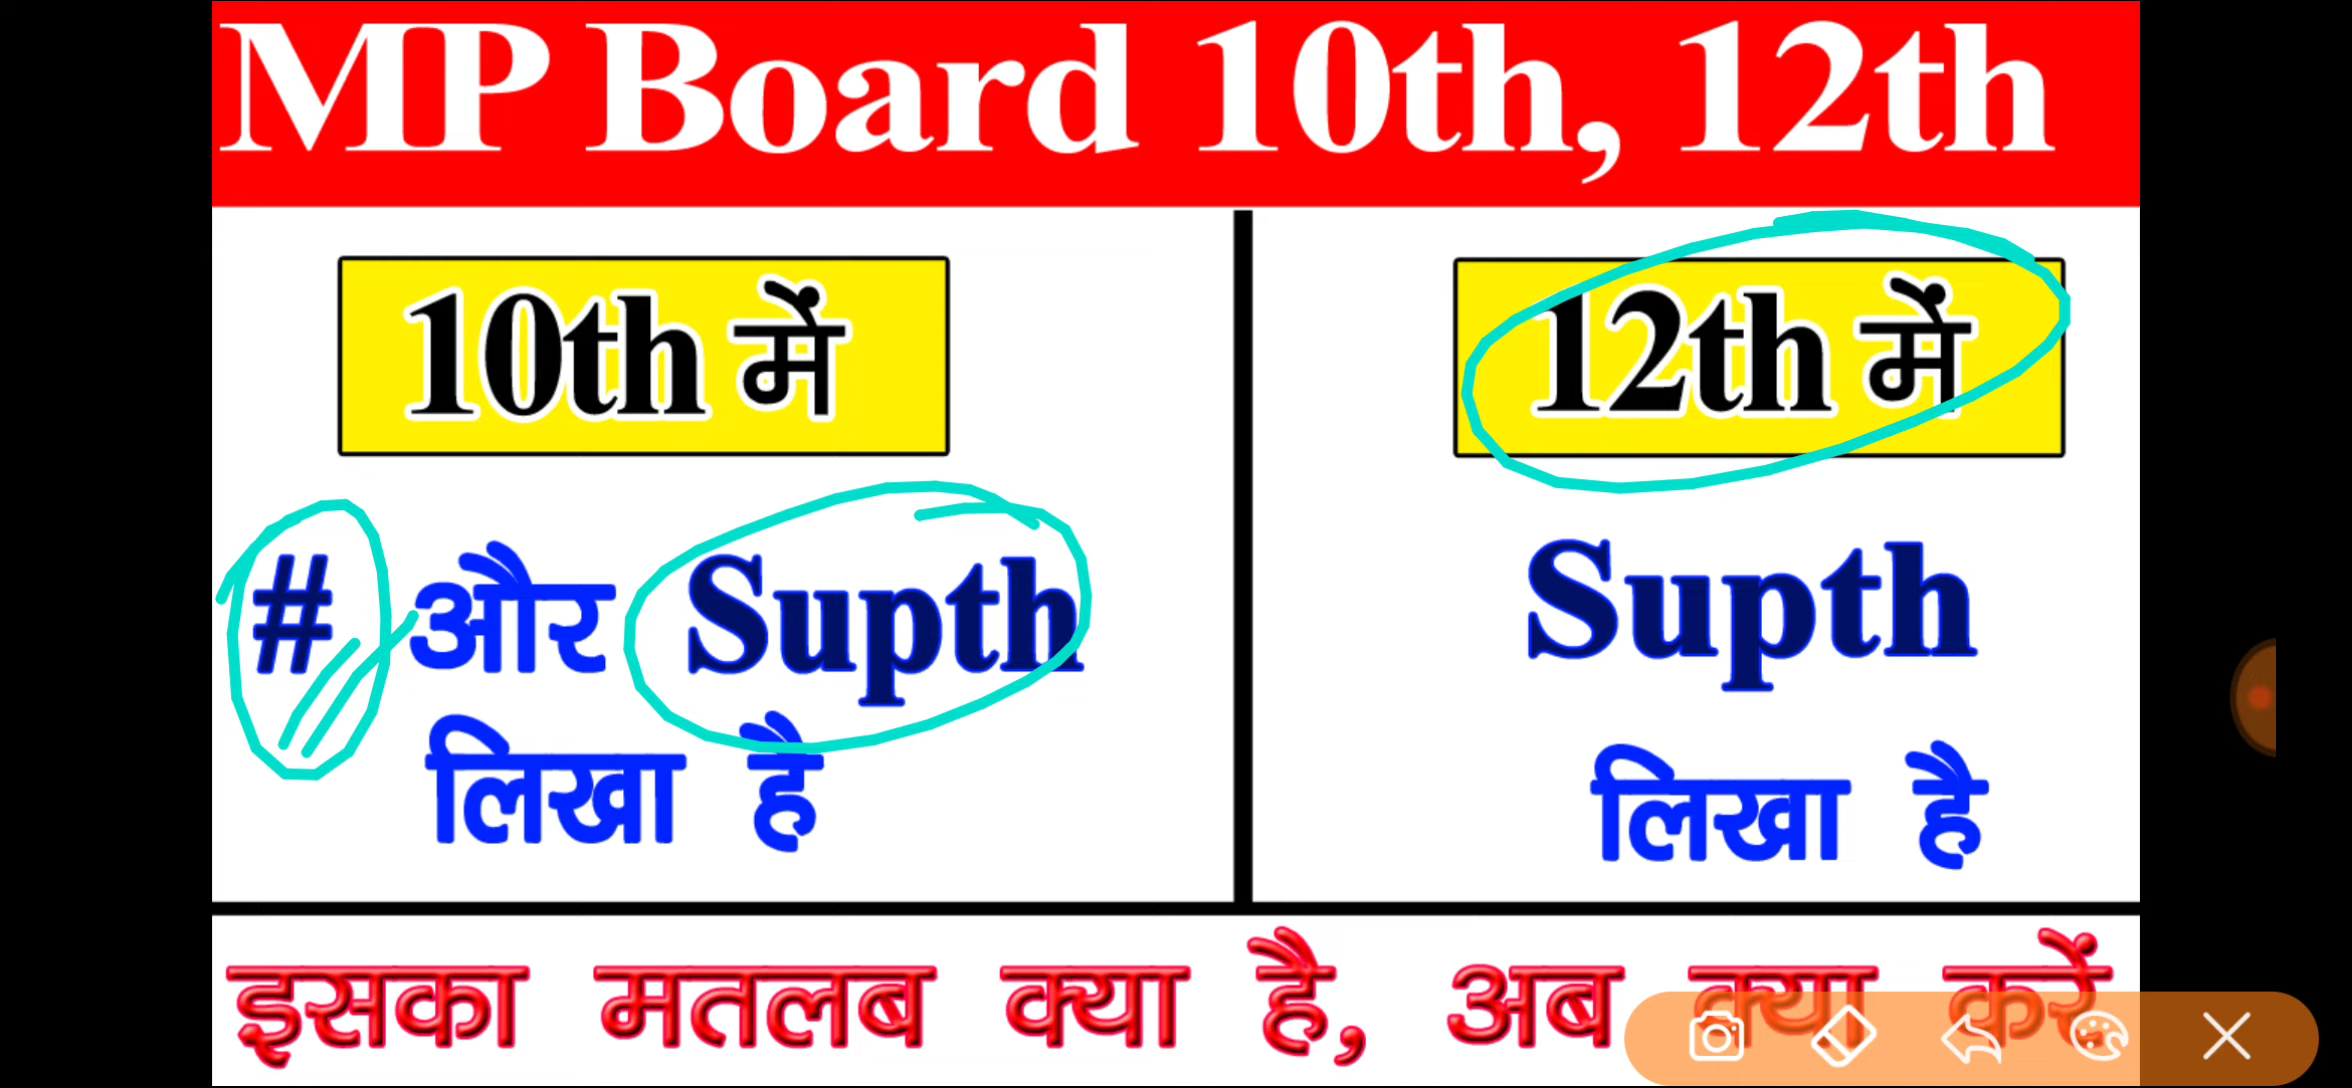 MP Board 10th, 12th
10th में
# और Supth
लिखा है
12th में
Supth
लिखा है
इसका मतलब क्या है, अब क्या करें